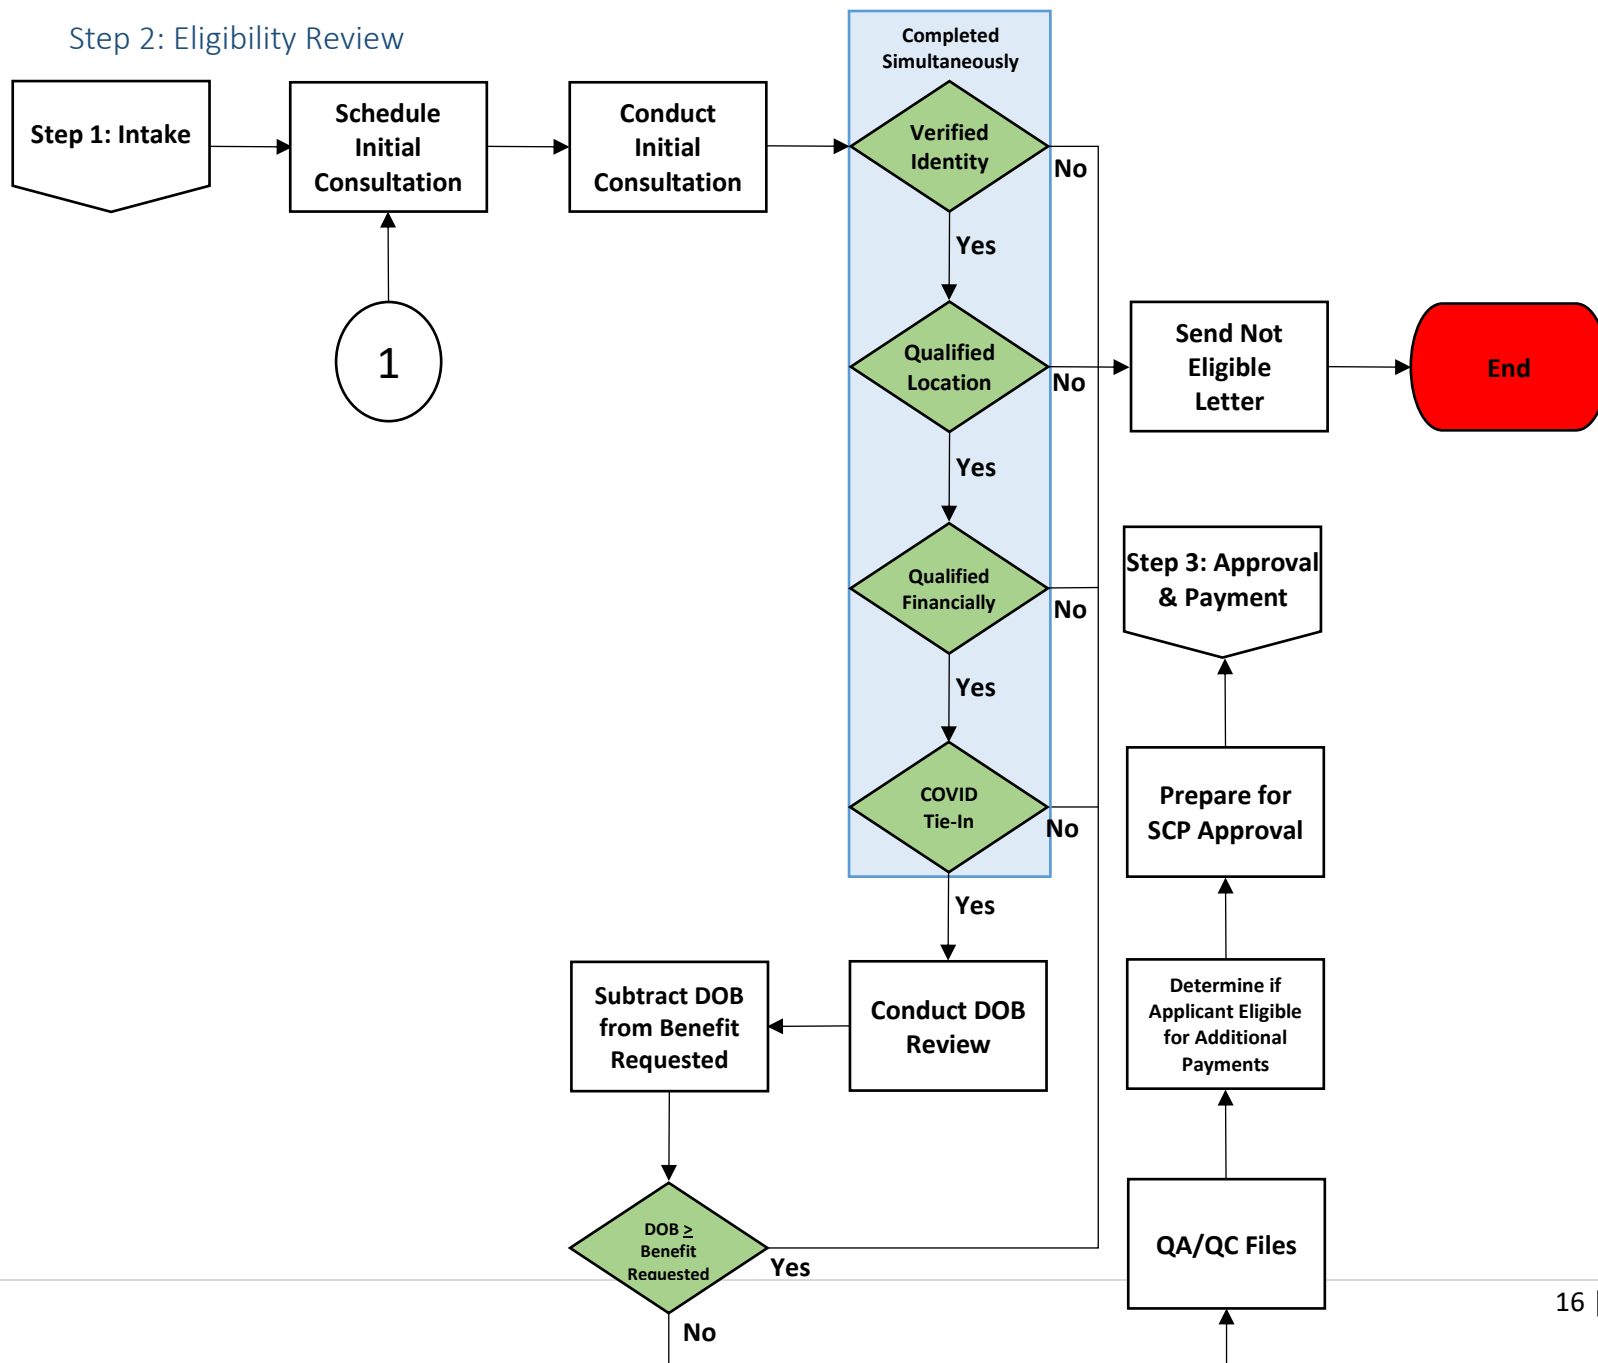 Step 2: Eligibility Review
Completed
Simultaneously
Step 1: Intake
Schedule
Initial
Consultation
Conduct
Initial
Consultation
Verified
Identity
No
Yes
1
Qualified
Location
No
Send Not
Eligible
Letter
End
Yes
Qualified
Financially
No
Step 3: Approval
& Payment
Yes
COVID
Tie-In
No
Prepare for
SCP Approval
Yes
Subtract DOB
from Benefit
Requested
Conduct DOB
Review
Determine if
Applicant Eligible
for Additional
Payments
DOB ≥
Benefit
Requested
Yes
QA/QC Files
No
16 |